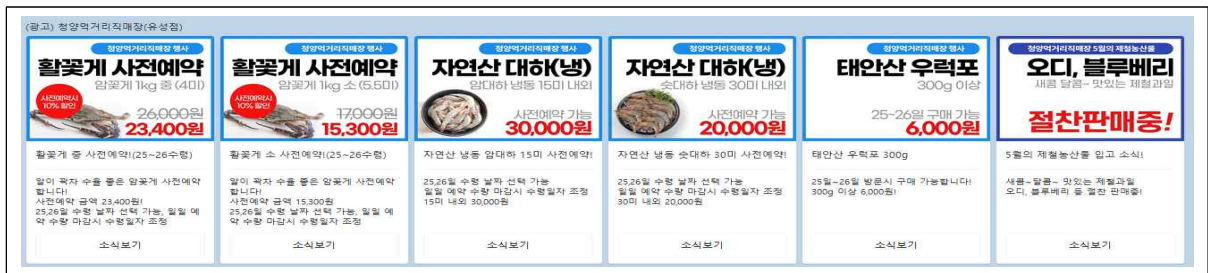 (광고) 청양먹거리직매장(유성점)
청양먹거리직매장 행사
활꽃게 사전예약
암꽃게 1kg 중 (4미)
사전예약시
10% 할인
26,000원
23,400원
활꽃게 중 사전예약!(25~26수령)
알이 꽉차 수율 좋은 암꽃게 사전예약
합니다!
사전예약 금액 23,400원!
25,26일 수령 날짜 선택 가능, 일일 예
약 수량 마감시 수령일자 조정
소식보기
청양먹거리직매장 행사
활꽃게 사전예약
암꽃게 1kg 소 (5.5미)
사전예약시
10% 할인
17,000원
15,300원
활꽃게 소 사전예약!(25~26수령)
알이 꽉차 수율 좋은 암꽃게 사전예약
합니다!
사전예약 금액 15,300원
25,26일 수령 날짜 선택 가능, 일일 예
약 수량 마감시 수령일자 조정
소식보기
청양먹거리직매장 행사
자연산 대하(냉)
암대하 냉동 15미 내외
사전예약 가능
30,000원
자연산 냉동 암대하 15미 사전예약!
25,26일 수령 날짜 선택 가능
일일 예약 수량 마감시 수령일자 조정
15미 내외 30,000원
소식보기
청양먹거리직매장 행사
자연산 대하(냉)
숫대하 냉동 30미 내외
사전예약 가능
20,000원
자연산 냉동 숫대하 30미 사전예약!
25,26일 수령 날짜 선택 가능
일일 예약 수량 마감시 수령일자 조정
30미 내외 20,000원
소식보기
청양먹거리직매장 행사
태안산 우럭포
300g 이상
25~26일 구매 가능
6,000원
태안산 우럭포 300g
25일~26일 방문시 구매 가능합니다!
300g 이상 6,000원!
소식보기
청양먹거리직매장 5월의 제철농산물
오디, 블루베리
새콤 달콤~ 맛있는 제철과일
절찬판매중!
5월의 제철농산물 입고 소식!
새콤~달콤~ 맛있는 제철과일
오디, 블루베리 등 절찬 판매중!
소식보기